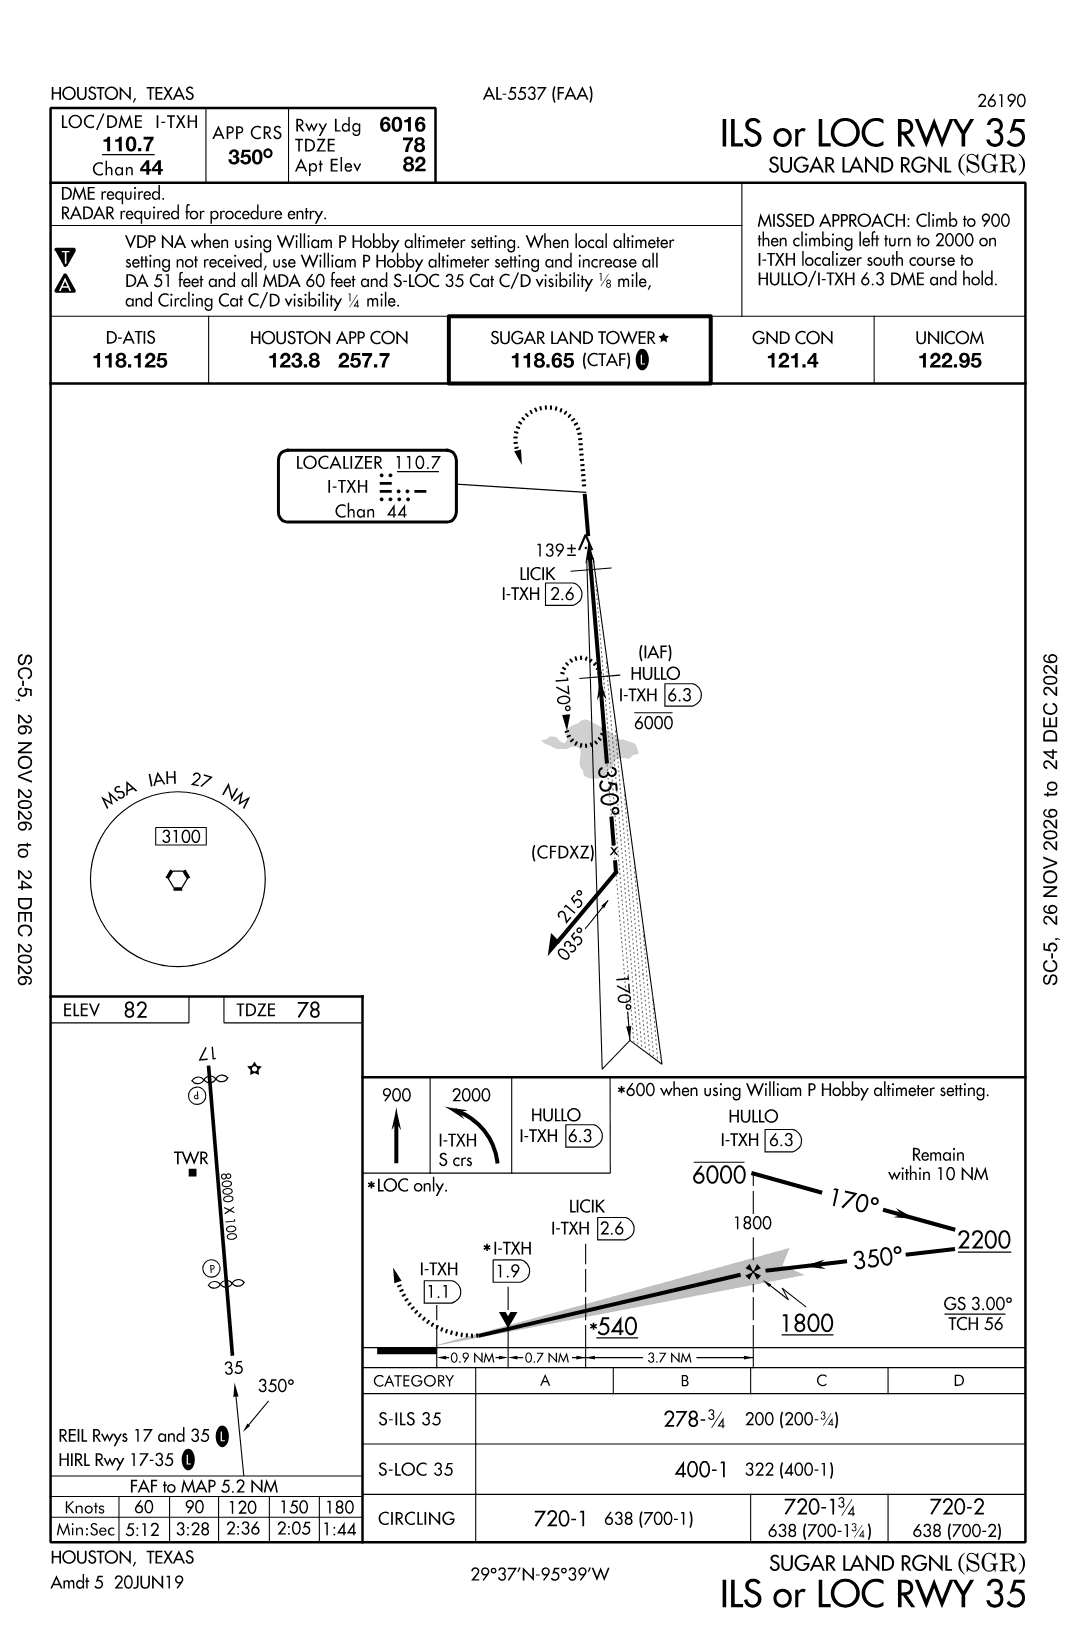 HOUSTON, TEXAS
AL-5537 (FAA)
26190
LOC/DME I-TXH
110.7
Chan 44
APP CRS
350°
Rwy Ldg 6016
TDZE 78
Apt Elev 82
ILS or LOC RWY 35
SUGAR LAND RGNL (SGR)
DME required.
RADAR required for procedure entry.
T
A
VDP NA when using William P Hobby altimeter setting. When local altimeter
setting not received, use William P Hobby altimeter setting and increase all
DA 51 feet and all MDA 60 feet and S-LOC 35 Cat C/D visibility 1/8 mile,
and Circling Cat C/D visibility 1/4 mile.
MISSED APPROACH: Climb to 900
then climbing left turn to 2000 on
I-TXH localizer south course to
HULLO/I-TXH 6.3 DME and hold.
D-ATIS
118.125
HOUSTON APP CON
123.8 257.7
SUGAR LAND TOWER★
118.65 (CTAF) L
GND CON
121.4
UNICOM
122.95
LOCALIZER 110.7
I-TXH
Chan 44
139±
LICIK
I-TXH 2.6
(IAF)
HULLO
I-TXH 6.3
6000
170°
350°
(CFDXZ)
215°
035°
170°
MSA IAH 27 NM
3100
SC-5, 26 NOV 2026 to 24 DEC 2026
SC-5, 26 NOV 2026 to 24 DEC 2026
ELEV 82
TDZE 78
17
P
TWR
8000 X 100
P
35
350°
REIL Rwys 17 and 35 L
HIRL Rwy 17-35 L
FAF to MAP 5.2 NM
Knots 60 90 120 150 180
Min:Sec 5:12 3:28 2:36 2:05 1:44
900
2000
I-TXH
S crs
HULLO
I-TXH 6.3
*600 when using William P Hobby altimeter setting.
*LOC only.
HULLO
I-TXH 6.3
6000
Remain
within 10 NM
170°
2200
350°
1800
1800
GS 3.00°
TCH 56
LICIK
I-TXH 2.6
*I-TXH
1.9
I-TXH
1.1
*540
0.9 NM
0.7 NM
3.7 NM
CATEGORY A B C D
S-ILS 35 278-3/4 200 (200-3/4)
S-LOC 35 400-1 322 (400-1)
CIRCLING 720-1 638 (700-1)
720-1 3/4
638 (700-1 3/4)
720-2
638 (700-2)
HOUSTON, TEXAS
Amdt 5 20JUN19
29°37'N-95°39'W
SUGAR LAND RGNL (SGR)
ILS or LOC RWY 35